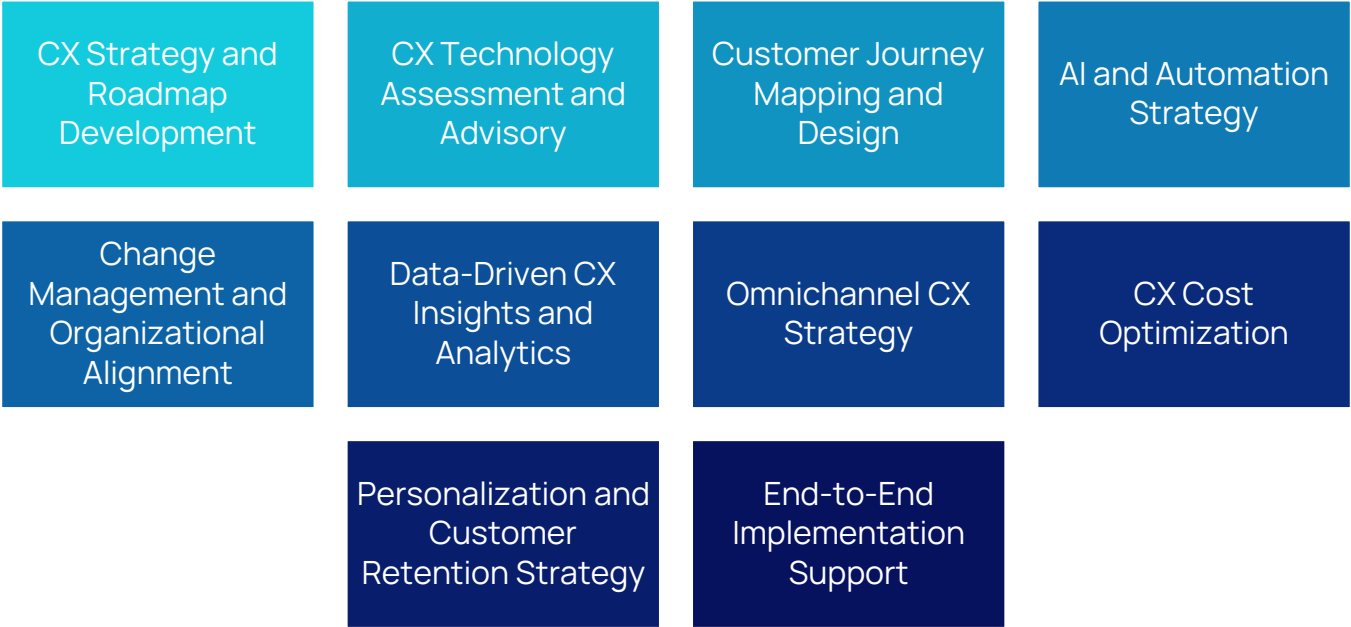 CX Strategy and
Roadmap
Development
CX Technology
Assessment and
Advisory
Customer Journey
Mapping and
Design
AI and Automation
Strategy
Change
Management and
Organizational
Alignment
Data-Driven CX
Insights and
Analytics
Omnichannel CX
Strategy
CX Cost
Optimization
Personalization and
Customer
Retention Strategy
End-to-End
Implementation
Support